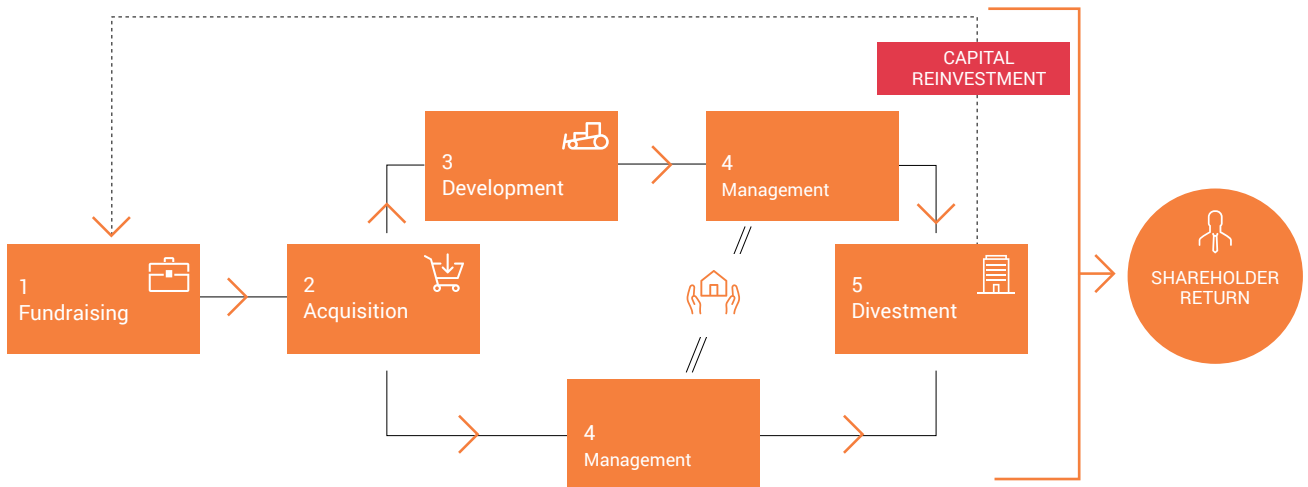 CAPITAL
REINVESTMENT
3
Development
4
Management
1
Fundraising
2
Acquisition
5
Divestment
SHAREHOLDER
RETURN
4
Management